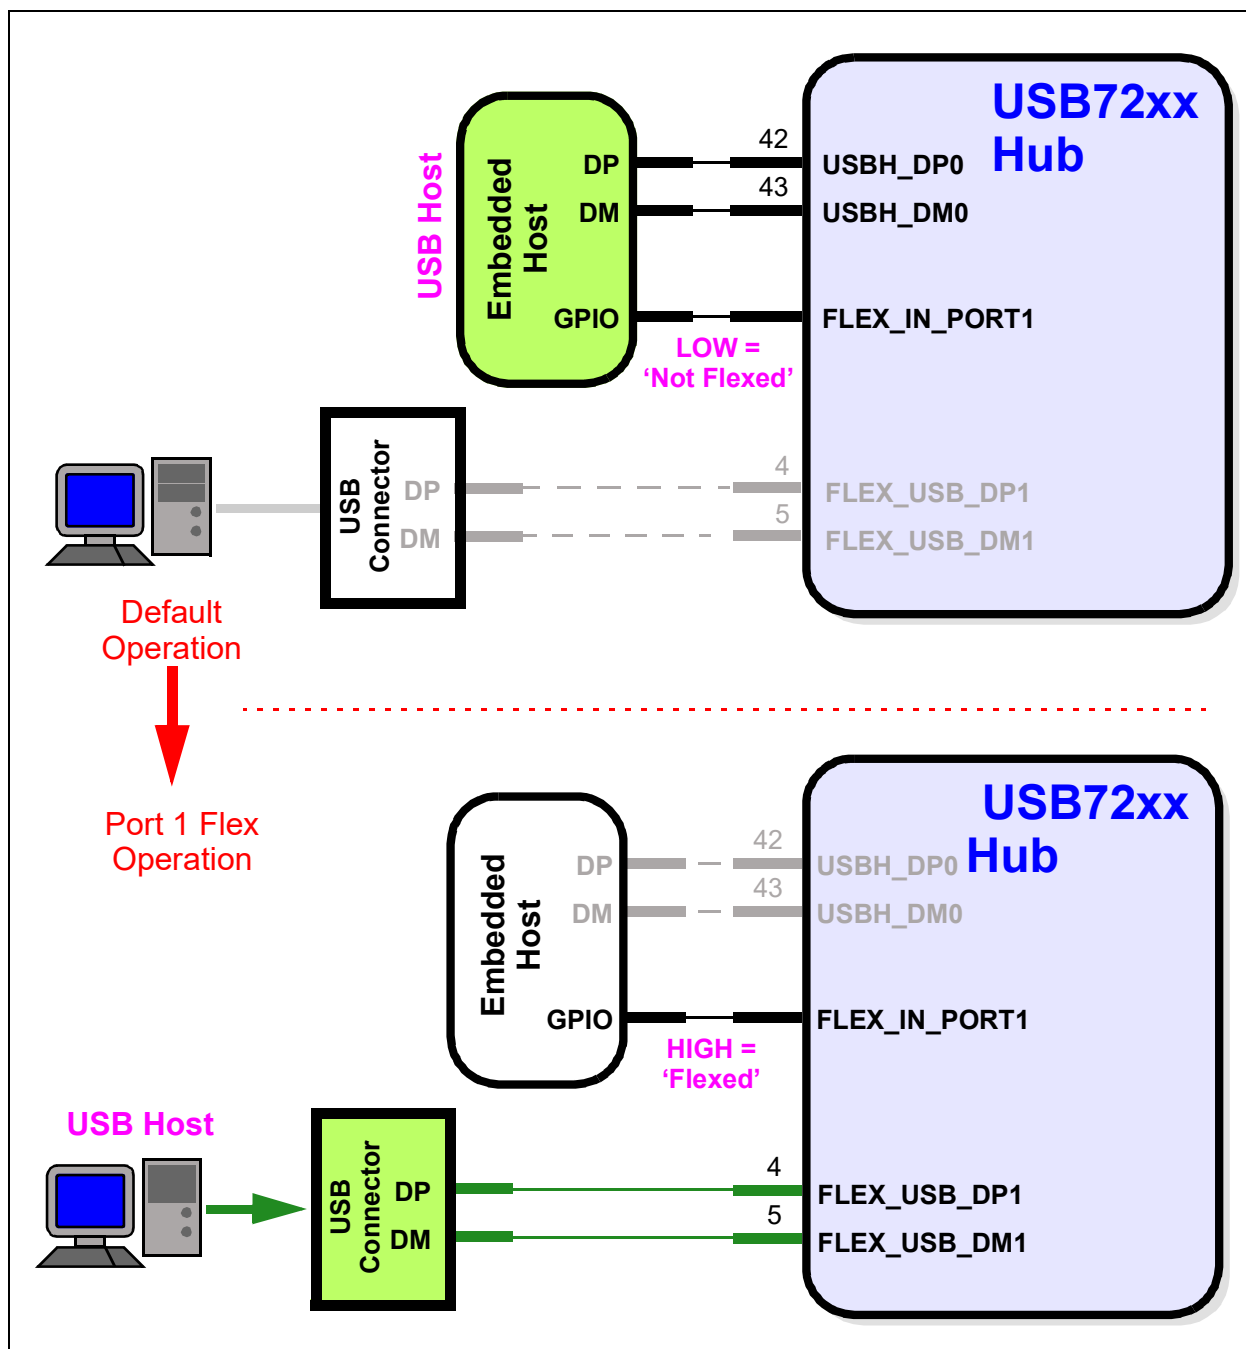 USB72xx
Hub
USB Host
Embedded
Host
DP
DM
GPIO
42
43
USBH_DP0
USBH_DM0
FLEX_IN_PORT1
LOW =
‘Not Flexed’
USB
Connector
DP
DM
4
5
FLEX_USB_DP1
FLEX_USB_DM1
Default
Operation
Port 1 Flex
Operation
USB72xx
Hub
Embedded
Host
DP
DM
GPIO
42
43
USBH_DP0
USBH_DM0
FLEX_IN_PORT1
HIGH =
‘Flexed’
USB Host
USB
Connector
DP
DM
4
5
FLEX_USB_DP1
FLEX_USB_DM1